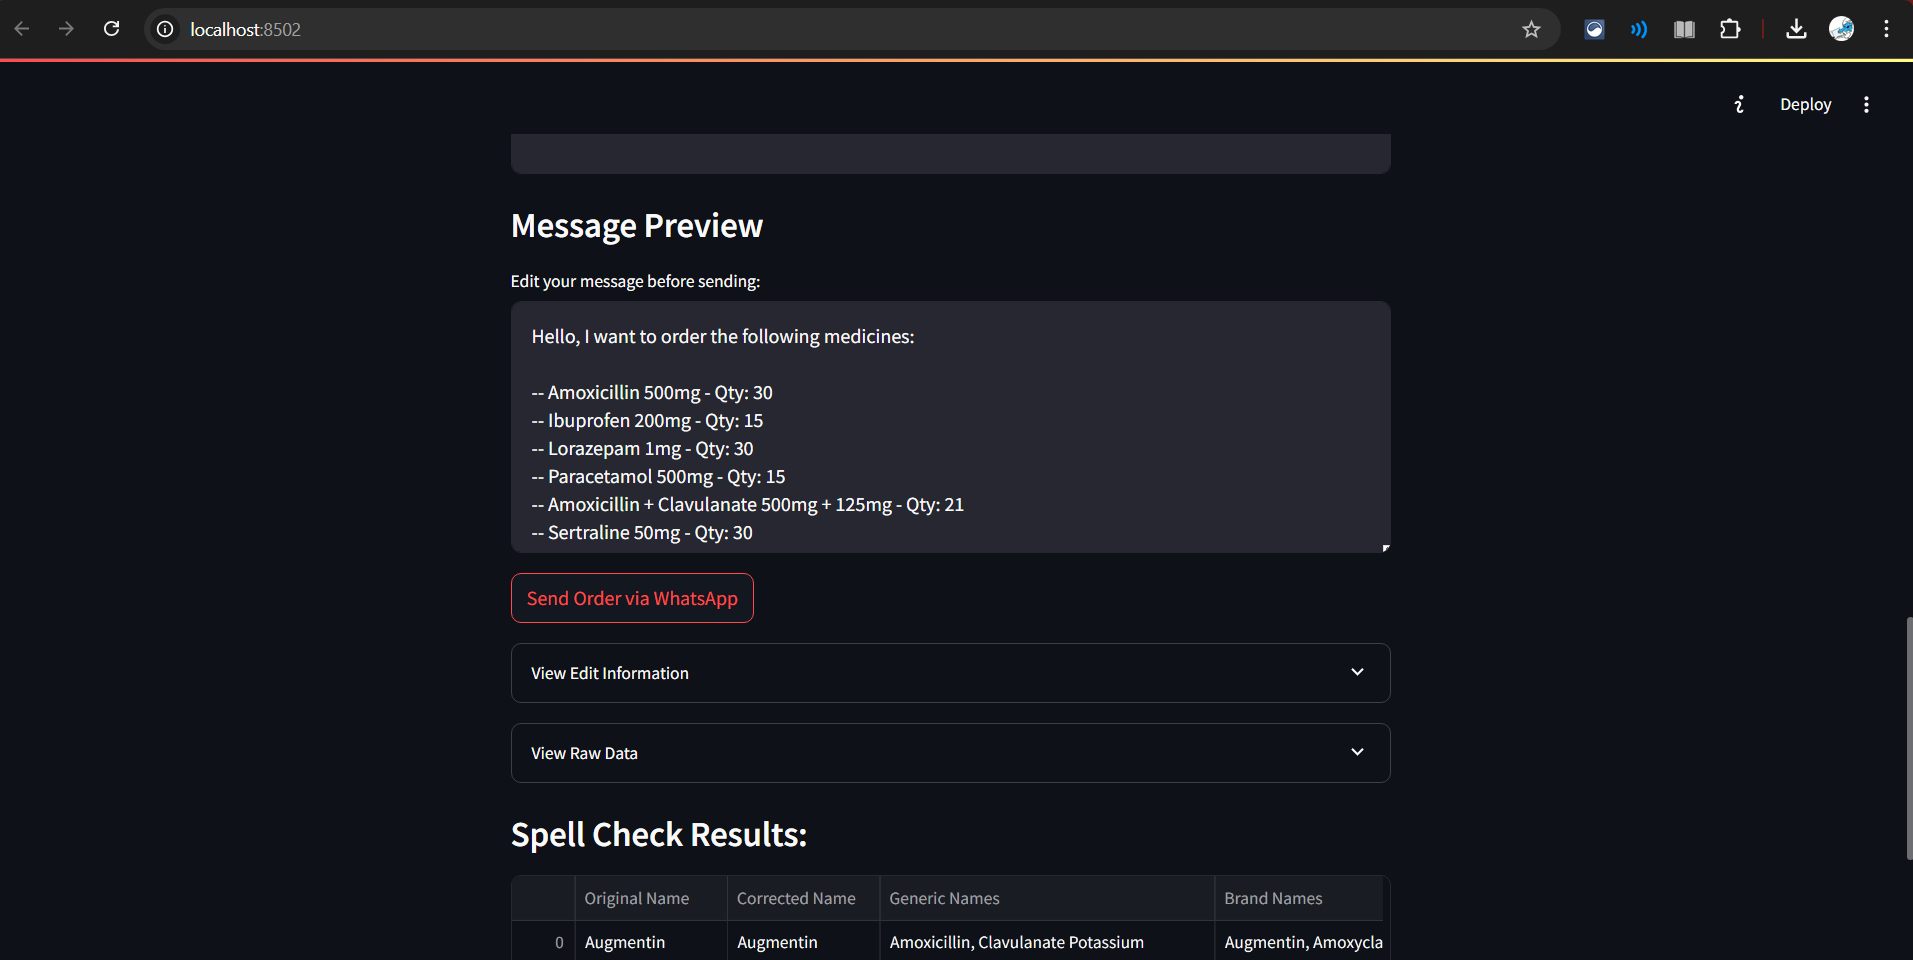 localhost:8502
Deploy
Message Preview
Edit your message before sending:
Hello, I want to order the following medicines:
-- Amoxicillin 500mg - Qty: 30
-- Ibuprofen 200mg - Qty: 15
-- Lorazepam 1mg - Qty: 30
-- Paracetamol 500mg - Qty: 15
-- Amoxicillin + Clavulanate 500mg + 125mg - Qty: 21
-- Sertraline 50mg - Qty: 30
Send Order via WhatsApp
View Edit Information
View Raw Data
Spell Check Results:
Original Name Corrected Name Generic Names Brand Names
0 Augmentin Augmentin Amoxicillin, Clavulanate Potassium Augmentin, Amoxycla